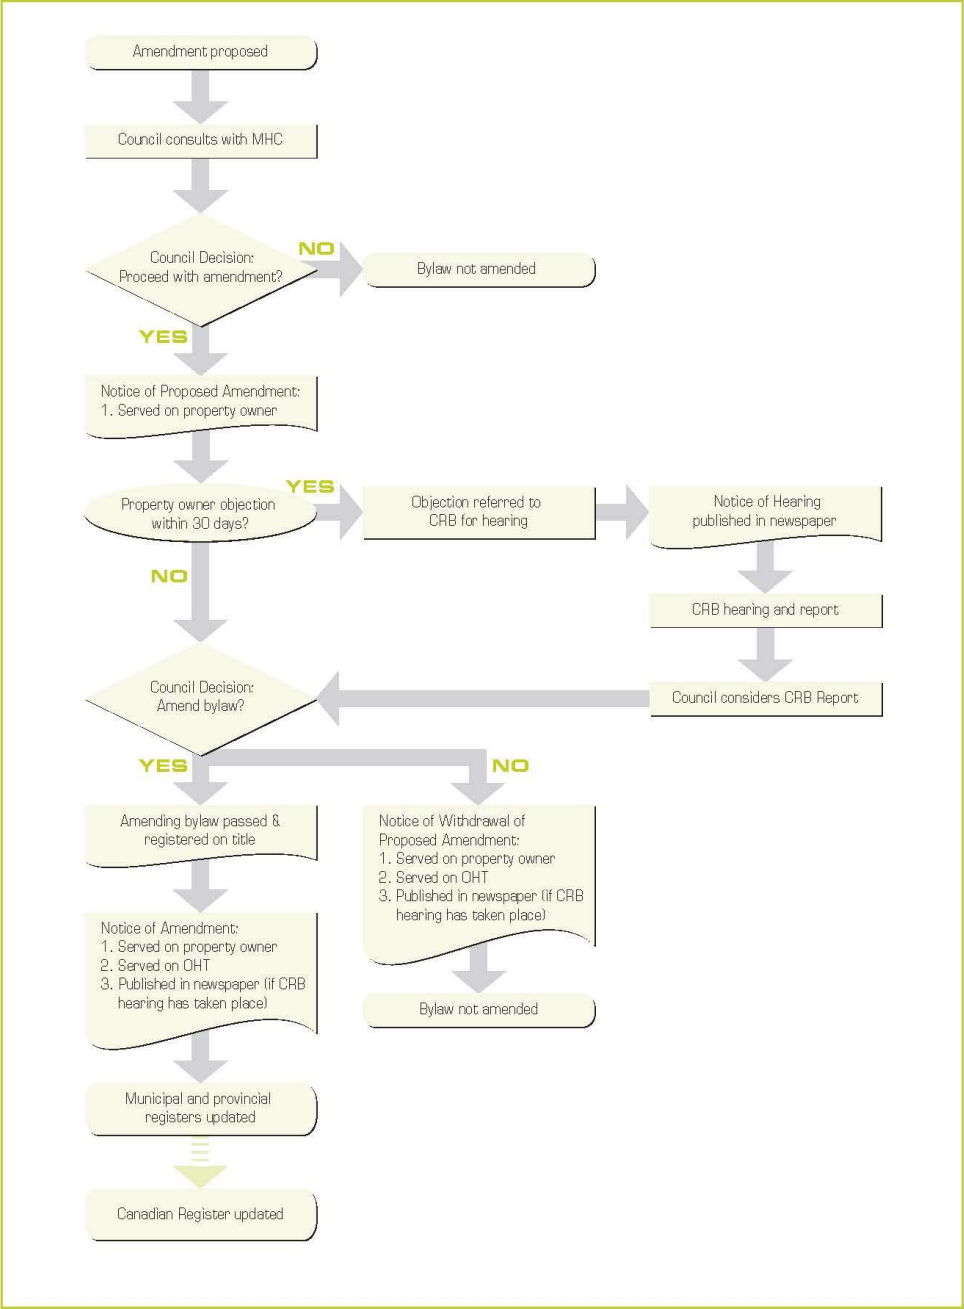 Amendment proposed
Council consults with MHC
Council Decision:
Proceed with amendment?
NO
Bylaw not amended
YES
Notice of Proposed Amendment:
1. Served on property owner
Property owner objection
within 30 days?
YES
Objection referred to
CRB for hearing
Notice of Hearing
published in newspaper
NO
CRB hearing and report
Council considers CRB Report
Council Decision:
Amend bylaw?
YES
NO
Amending bylaw passed &
registered on title
Notice of Withdrawal of
Proposed Amendment:
1. Served on property owner
2. Served on OHT
3. Published in newspaper (if CRB
hearing has taken place)
Notice of Amendment:
1. Served on property owner
2. Served on OHT
3. Published in newspaper (if CRB
hearing has taken place)
Bylaw not amended
Municipal and provincial
registers updated
Canadian Register updated